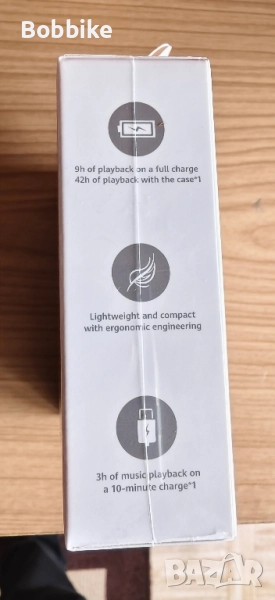 Bobbike
9h of playback on a full charge
42h of playback with the case*1
Lightweight and compact
with ergonomic engineering
3h of music playback on
a 10-minute charge*1
BAZAR